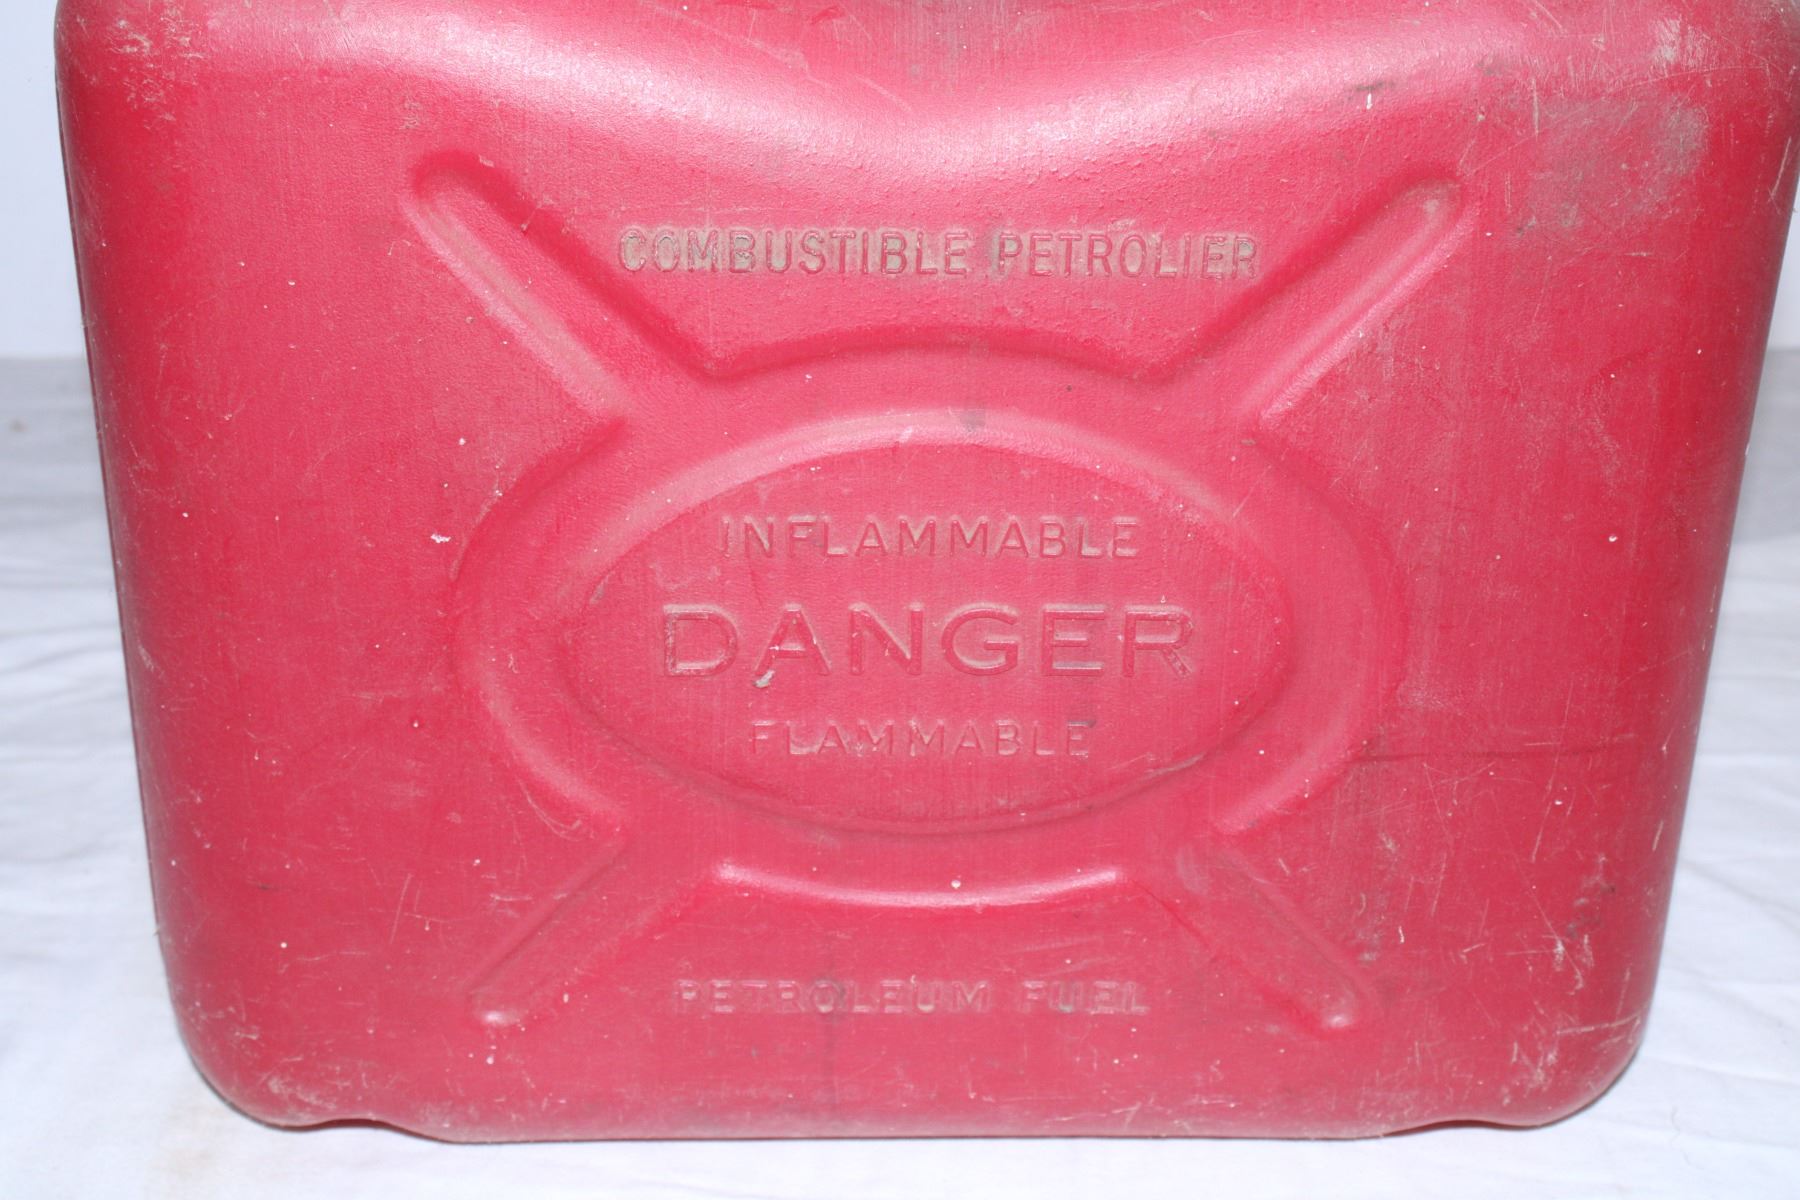 COMBUSTIBLE PETROLIER
INFLAMMABLE
DANGER
FLAMMABLE
PETROLEUM FUEL